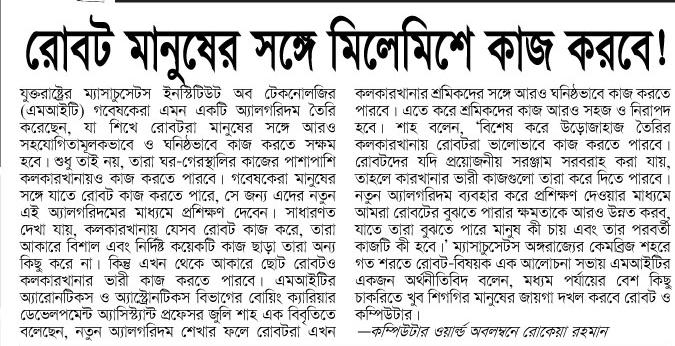 রোবট মানুষের সঙ্গে মিলেমিশে কাজ করবে!
যুক্তরাষ্ট্রের ম্যাসাচুসেটস ইনস্টিটিউট অব টেকনোলজির
(এমআইটি) গবেষকেরা এমন একটি অ্যালগরিদম তৈরি
করেছেন, যা শিখে রোবটরা মানুষের সঙ্গে আরও
সহযোগিতামূলকভাবে ও ঘনিষ্ঠভাবে কাজ করতে সক্ষম
হবে। শুধু তাই নয়, তারা ঘর-গেরস্থালির কাজের পাশাপাশি
কলকারখানায়ও কাজ করতে পারবে। গবেষকেরা মানুষের
সঙ্গে যাতে রোবট কাজ করতে পারে, সে জন্য এদের নতুন
এই অ্যালগরিদমের মাধ্যমে প্রশিক্ষণ দেবেন। সাধারণত
দেখা যায়, কলকারখানায় যেসব রোবট কাজ করে, তারা
আকারে বিশাল এবং নির্দিষ্ট কয়েকটি কাজ ছাড়া তারা অন্য
কিছু করে না। কিন্তু এখন থেকে আকারে ছোট রোবটও
কলকারখানার ভারী কাজ করতে পারবে। এমআইটির
অ্যারোনটিকস ও অ্যাস্ট্রোনটিকস বিভাগের বোয়িং ক্যারিয়ার
ডেভেলপমেন্ট অ্যাসিস্ট্যান্ট প্রফেসর জুলি শাহ এক বিবৃতিতে
বলেছেন, নতুন অ্যালগরিদম শেখার ফলে রোবটরা এখন
কলকারখানার শ্রমিকদের সঙ্গে আরও ঘনিষ্ঠভাবে কাজ করতে
পারবে। এতে করে শ্রমিকদের কাজ আরও সহজ ও নিরাপদ
হবে। শাহ বলেন, 'বিশেষ করে উড়োজাহাজ তৈরির
কলকারখানায় রোবটরা ভালোভাবে কাজ করতে পারবে।
রোবটদের যদি প্রয়োজনীয় সরঞ্জাম সরবরাহ করা যায়,
তাহলে কারখানার ভারী কাজগুলো তারা করে দিতে পারবে।
নতুন অ্যালগরিদম ব্যবহার করে প্রশিক্ষণ দেওয়ার মাধ্যমে
আমরা রোবটের বুঝতে পারার ক্ষমতাকে আরও উন্নত করব,
যাতে তারা বুঝতে পারে মানুষ কী চায় এবং তার পরবর্তী
কাজটি কী হবে।' ম্যাসাচুসেটস অঙ্গরাজ্যের কেমব্রিজ শহরে
গত শরতে রোবট-বিষয়ক এক আলোচনা সভায় এমআইটির
একজন অর্থনীতিবিদ বলেন, মধ্যম পর্যায়ের বেশ কিছু
চাকরিতে খুব শিগগির মানুষের জায়গা দখল করবে রোবট ও
কম্পিউটার।
—কম্পিউটার ওয়ার্ল্ড অবলম্বনে রোকেয়া রহমান